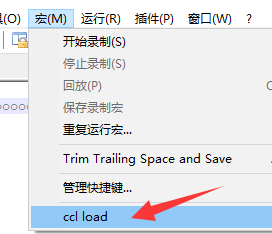 (O) 宏(M) 运行(R) 插件(P) 窗口(W) ?
开始录制(S)
停止录制(S)
回放(P)
保存录制宏
重复运行宏...
Trim Trailing Space and Save
管理快捷键...
ccl load